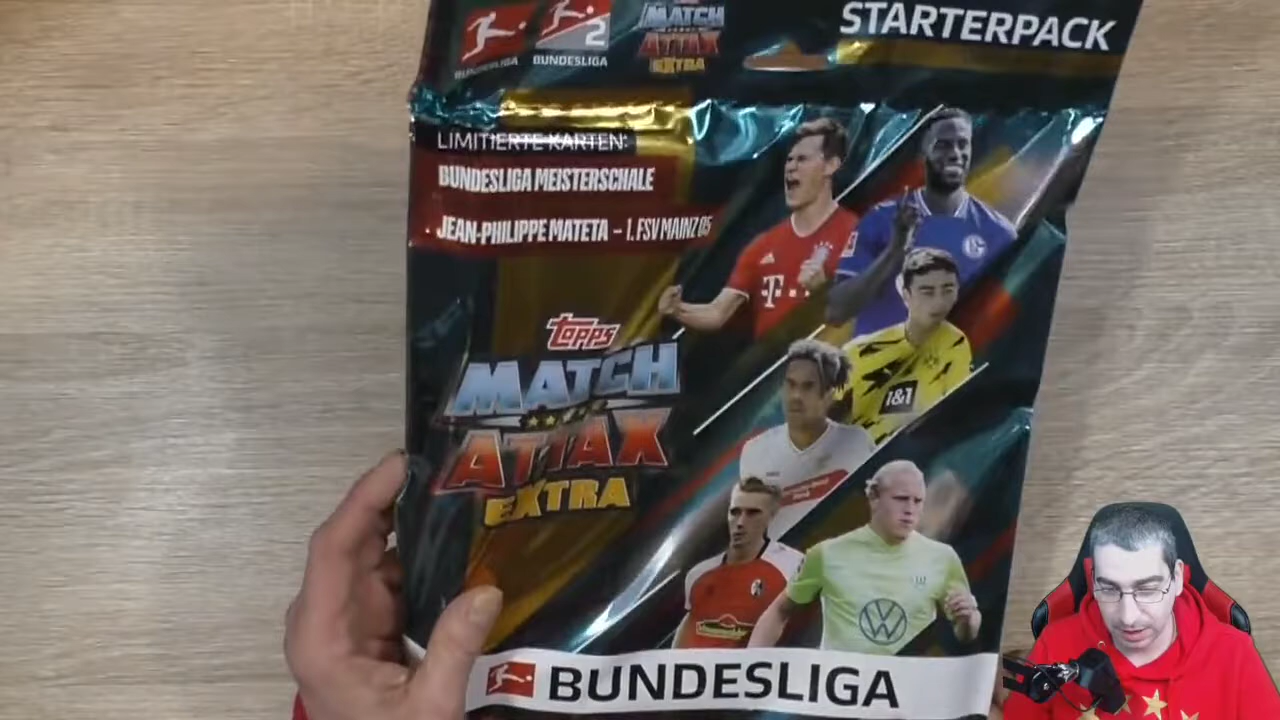 BUNDESLIGA
2
BUNDESLIGA
MATCH
ATTAX
EXTRA
STARTERPACK
LIMITIERTE KARTEN:
BUNDESLIGA MEISTERSCHALE
· JEAN-PHILIPPE MATETA – 1. FSV MAINZ 05
topps
MATCH
ATTAX
EXTRA
T
1&1
BUNDESLIGA